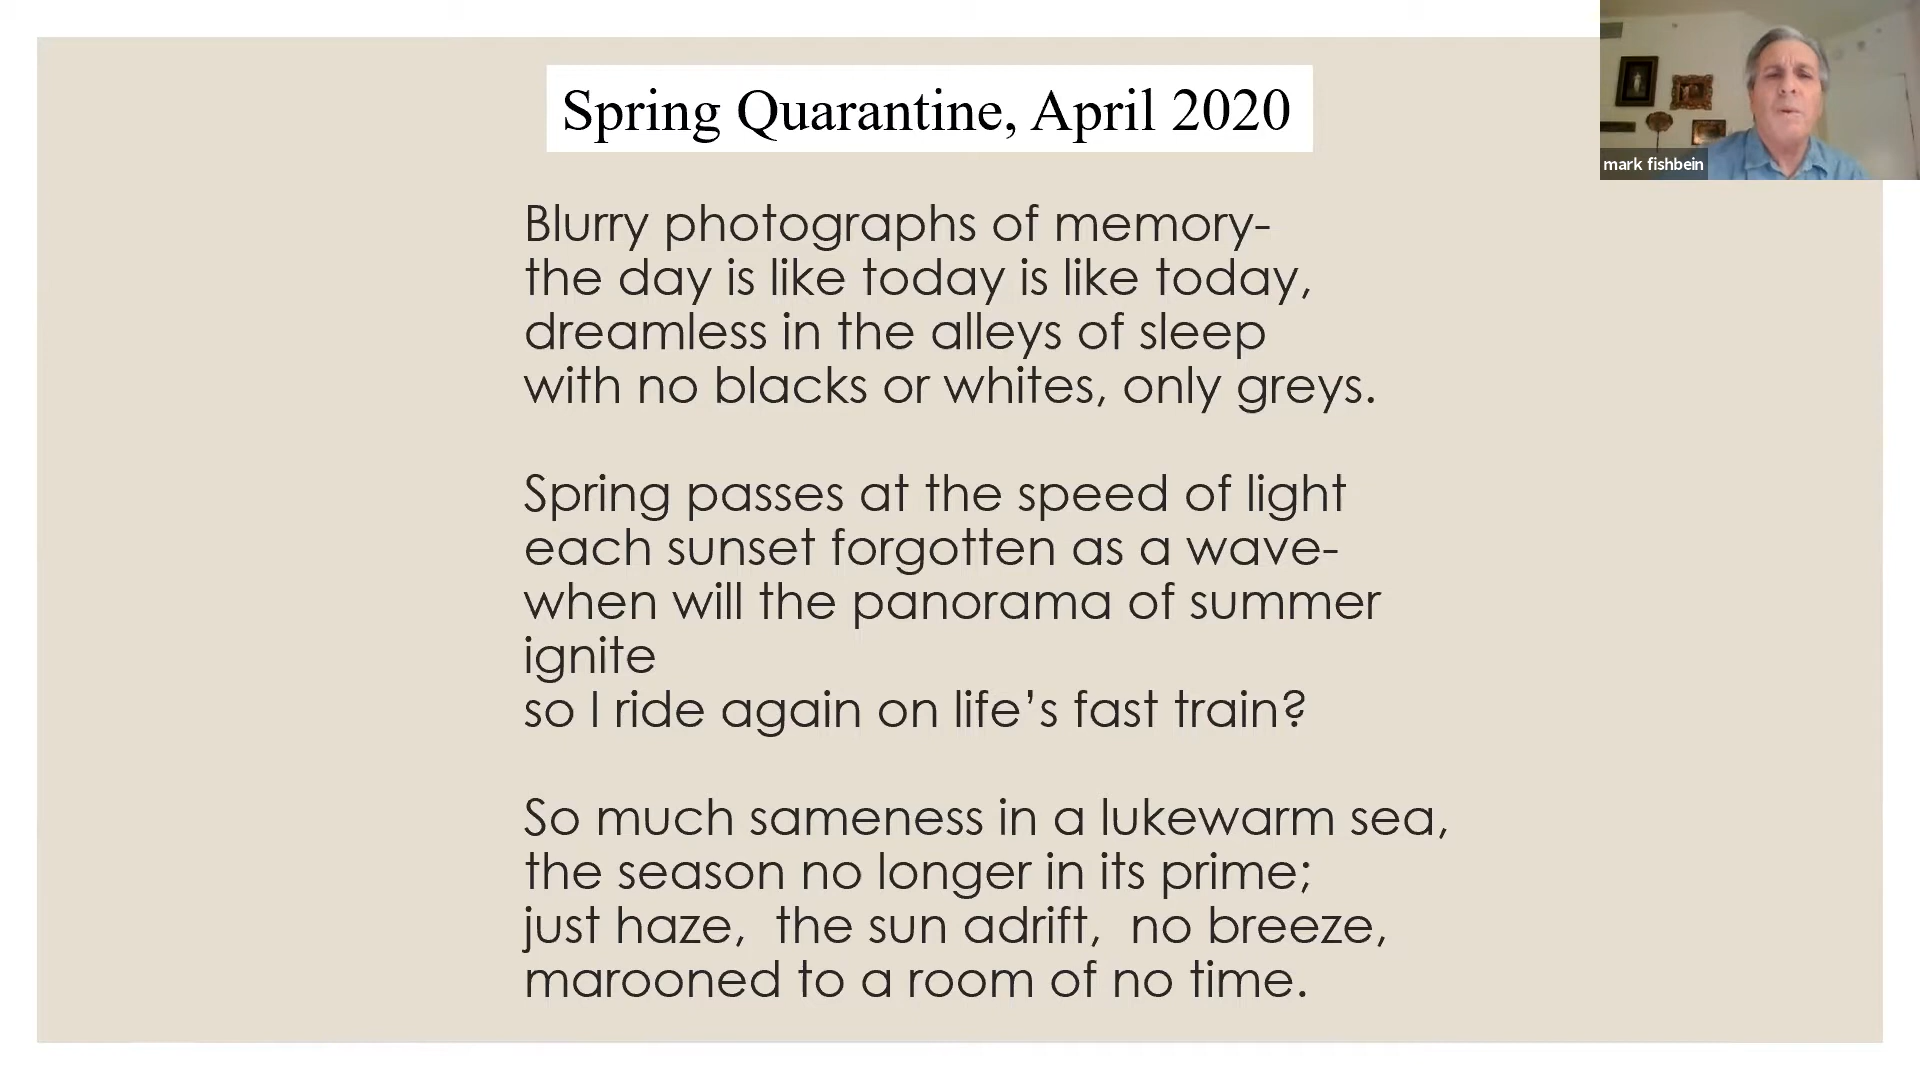 Spring Quarantine, April 2020
mark fishbein
Blurry photographs of memory-
the day is like today is like today,
dreamless in the alleys of sleep
with no blacks or whites, only greys.
Spring passes at the speed of light
each sunset forgotten as a wave-
when will the panorama of summer
ignite
so I ride again on life’s fast train?
So much sameness in a lukewarm sea,
the season no longer in its prime;
just haze,  the sun adrift,  no breeze,
marooned to a room of no time.